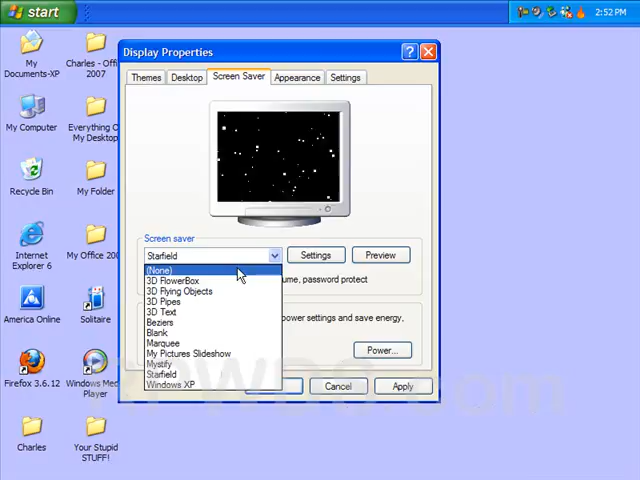 start
2:52 PM
My Documents-XP
Charles - Office 2007
My Computer
Everything O
My Desktop
Recycle Bin
My Folder
Internet Explorer 6
My Office 200
America Online
Solitaire
Firefox 3.6.12
Windows Med
Player
Charles
Your Stupid STUFF!
Display Properties
Themes
Desktop
Screen Saver
Appearance
Settings
Screen saver
Starfield
Settings
Preview
(None)
3D FlowerBox
3D Flying Objects
3D Pipes
3D Text
Beziers
Blank
Marquee
My Pictures Slideshow
Mystify
Starfield
Windows XP
ume, password protect
power settings and save energy,
Power...
Cancel
Apply